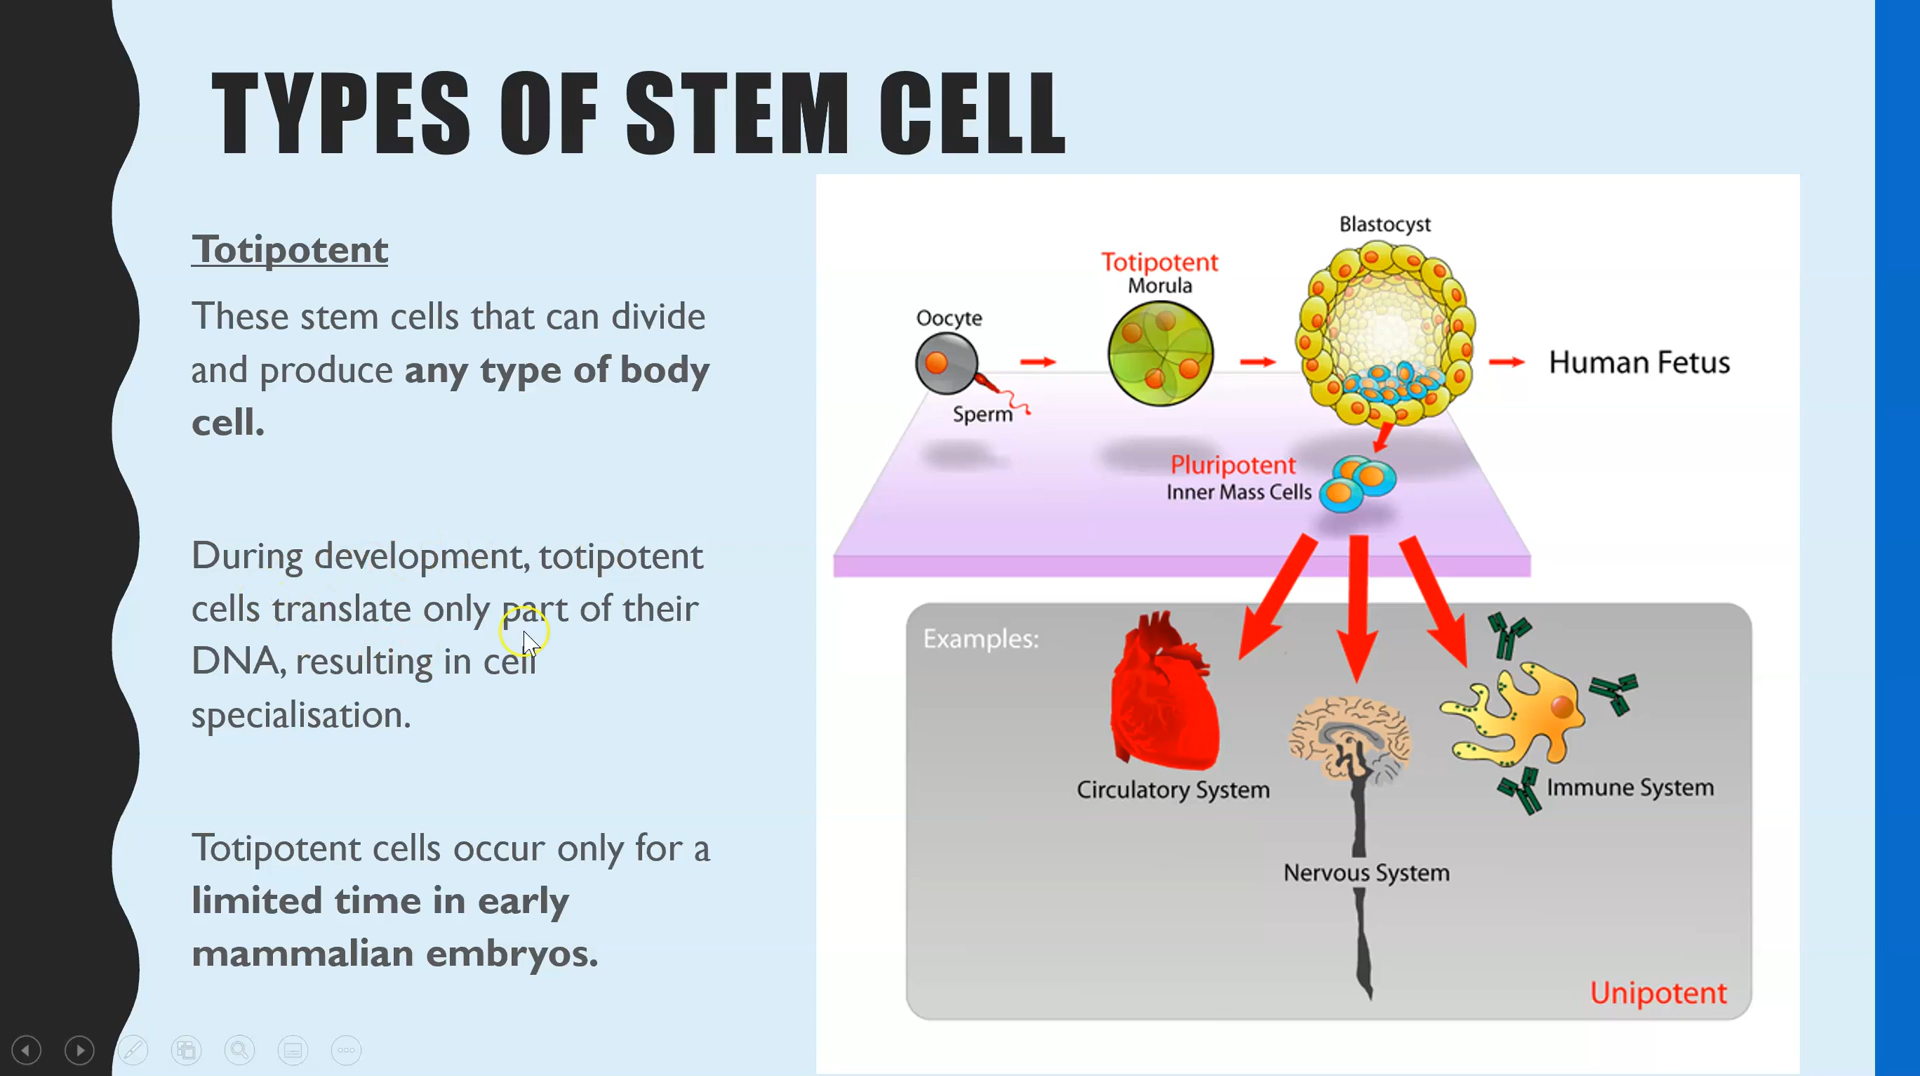 TYPES OF STEM CELL
Totipotent
These stem cells that can divide
and produce any type of body
cell.
During development, totipotent
cells translate only part of their
DNA, resulting in cell
specialisation.
Totipotent cells occur only for a
limited time in early
mammalian embryos.
Blastocyst
Totipotent
Morula
Oocyte
Sperm
Human Fetus
Pluripotent
Inner Mass Cells
Examples:
Circulatory System
Immune System
Nervous System
Unipotent